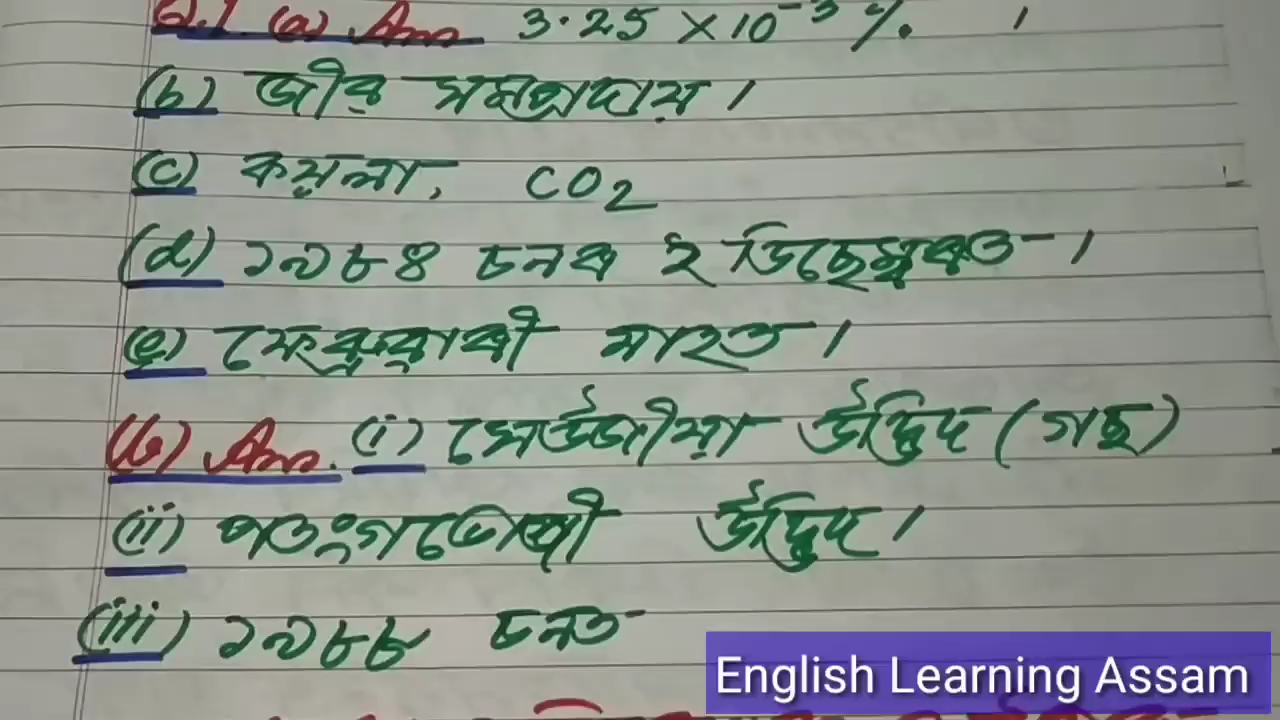 Q.1. (a) Ans 3.25 × 10⁻³ %. ।
(b) জীৱ সম্প্ৰদায়।
(c) কয়লা, CO₂
(d) ১৯৮৪ চনৰ ২ ডিচেম্বৰত।
(e) ফেব্ৰুৱাৰী মাহত।
(b) Ans. (i) সেউজীয়া উদ্ভিদ (গছ)
(ii) পতংগভোজী উদ্ভিদ।
(iii) ১৯৮৮ চনত
English Learning Assam